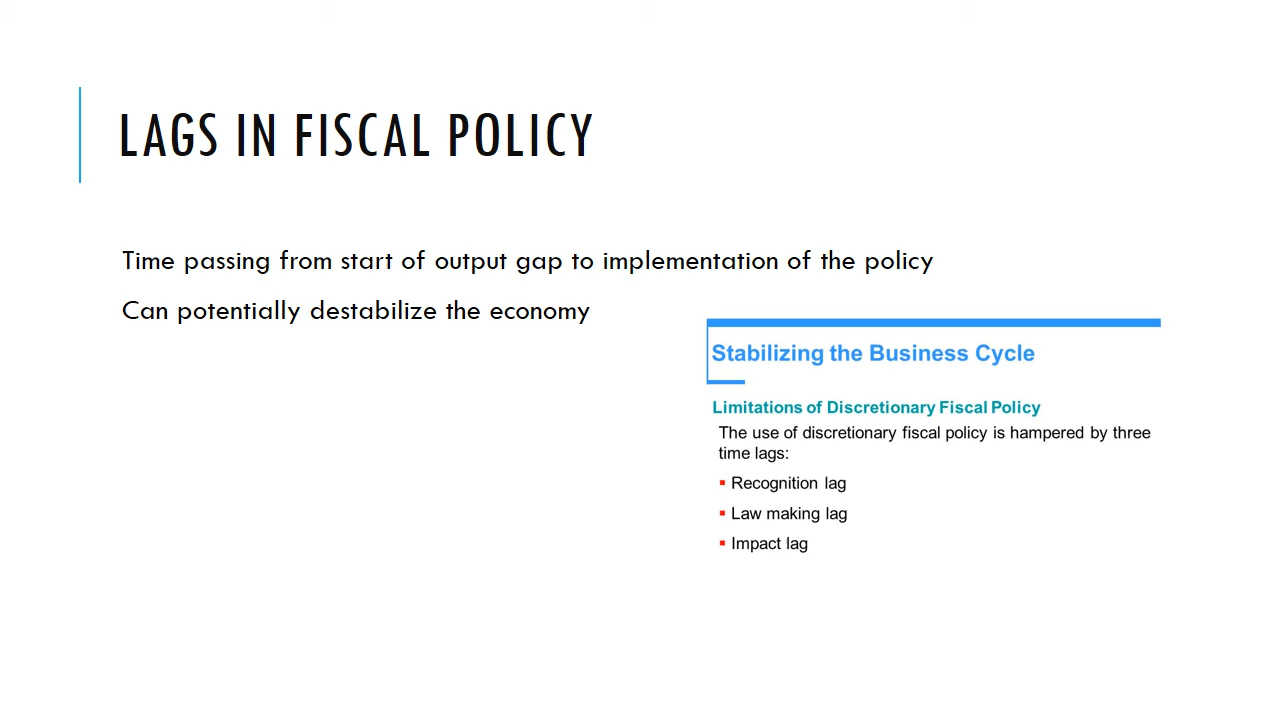 LAGS IN FISCAL POLICY
Time passing from start of output gap to implementation of the policy
Can potentially destabilize the economy
Stabilizing the Business Cycle
Limitations of Discretionary Fiscal Policy
The use of discretionary fiscal policy is hampered by three
time lags:
▪ Recognition lag
▪ Law making lag
▪ Impact lag